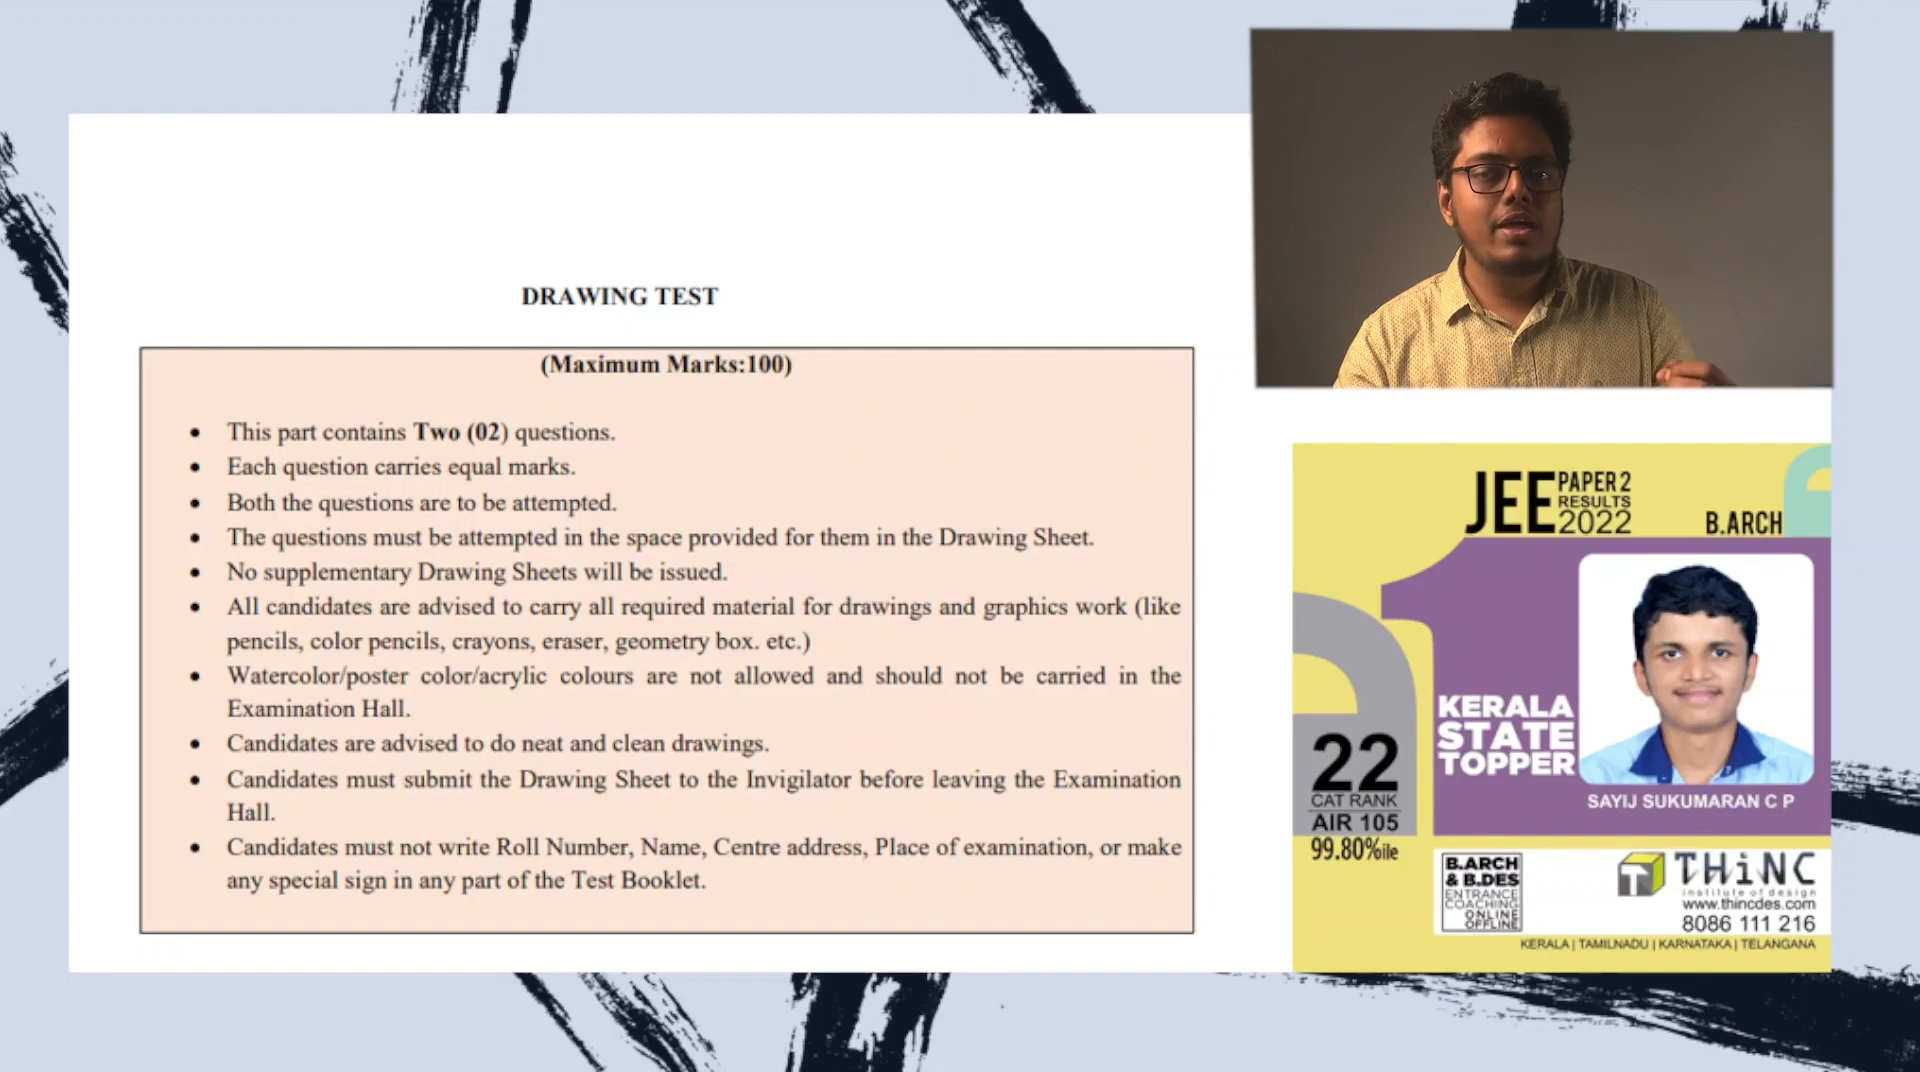 DRAWING TEST
(Maximum Marks:100)
• This part contains Two (02) questions.
• Each question carries equal marks.
• Both the questions are to be attempted.
• The questions must be attempted in the space provided for them in the Drawing Sheet.
• No supplementary Drawing Sheets will be issued.
• All candidates are advised to carry all required material for drawings and graphics work (like
pencils, color pencils, crayons, eraser, geometry box. etc.)
• Watercolor/poster color/acrylic colours are not allowed and should not be carried in the
Examination Hall.
• Candidates are advised to do neat and clean drawings.
• Candidates must submit the Drawing Sheet to the Invigilator before leaving the Examination
Hall.
• Candidates must not write Roll Number, Name, Centre address, Place of examination, or make
any special sign in any part of the Test Booklet.
JEE PAPER 2
RESULTS
2022
B.ARCH
1
KERALA
STATE
TOPPER
SAYIJ SUKUMARAN C P
22
CAT RANK
AIR 105
99.80%ile
B.ARCH
& B.DES
ENTRANCE
COACHING
ONLINE
OFFLINE
T THiNC
institute of design
www.thincdes.com
8086 111 216
KERALA | TAMILNADU | KARNATAKA | TELANGANA